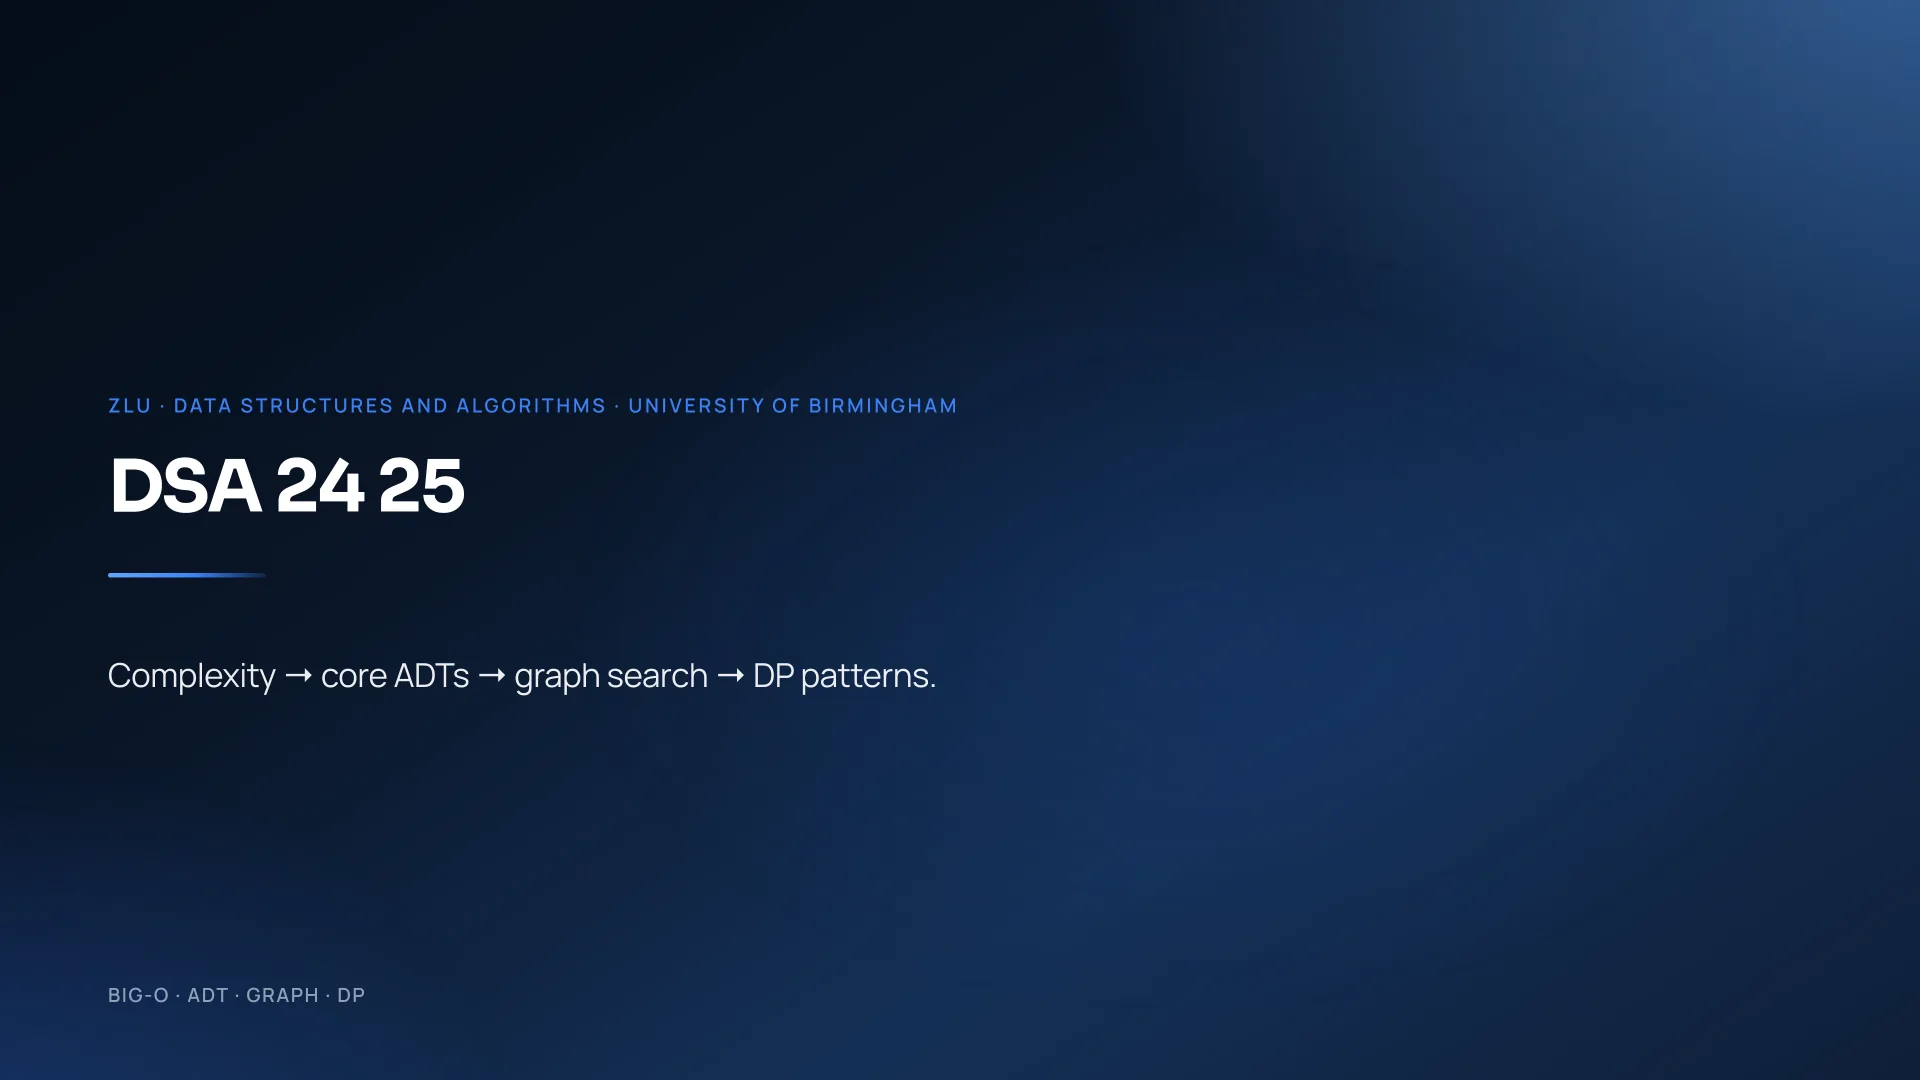 ZLU · DATA STRUCTURES AND ALGORITHMS · UNIVERSITY OF BIRMINGHAM
DSA 24 25
Complexity → core ADTs → graph search → DP patterns.
BIG-O · ADT · GRAPH · DP